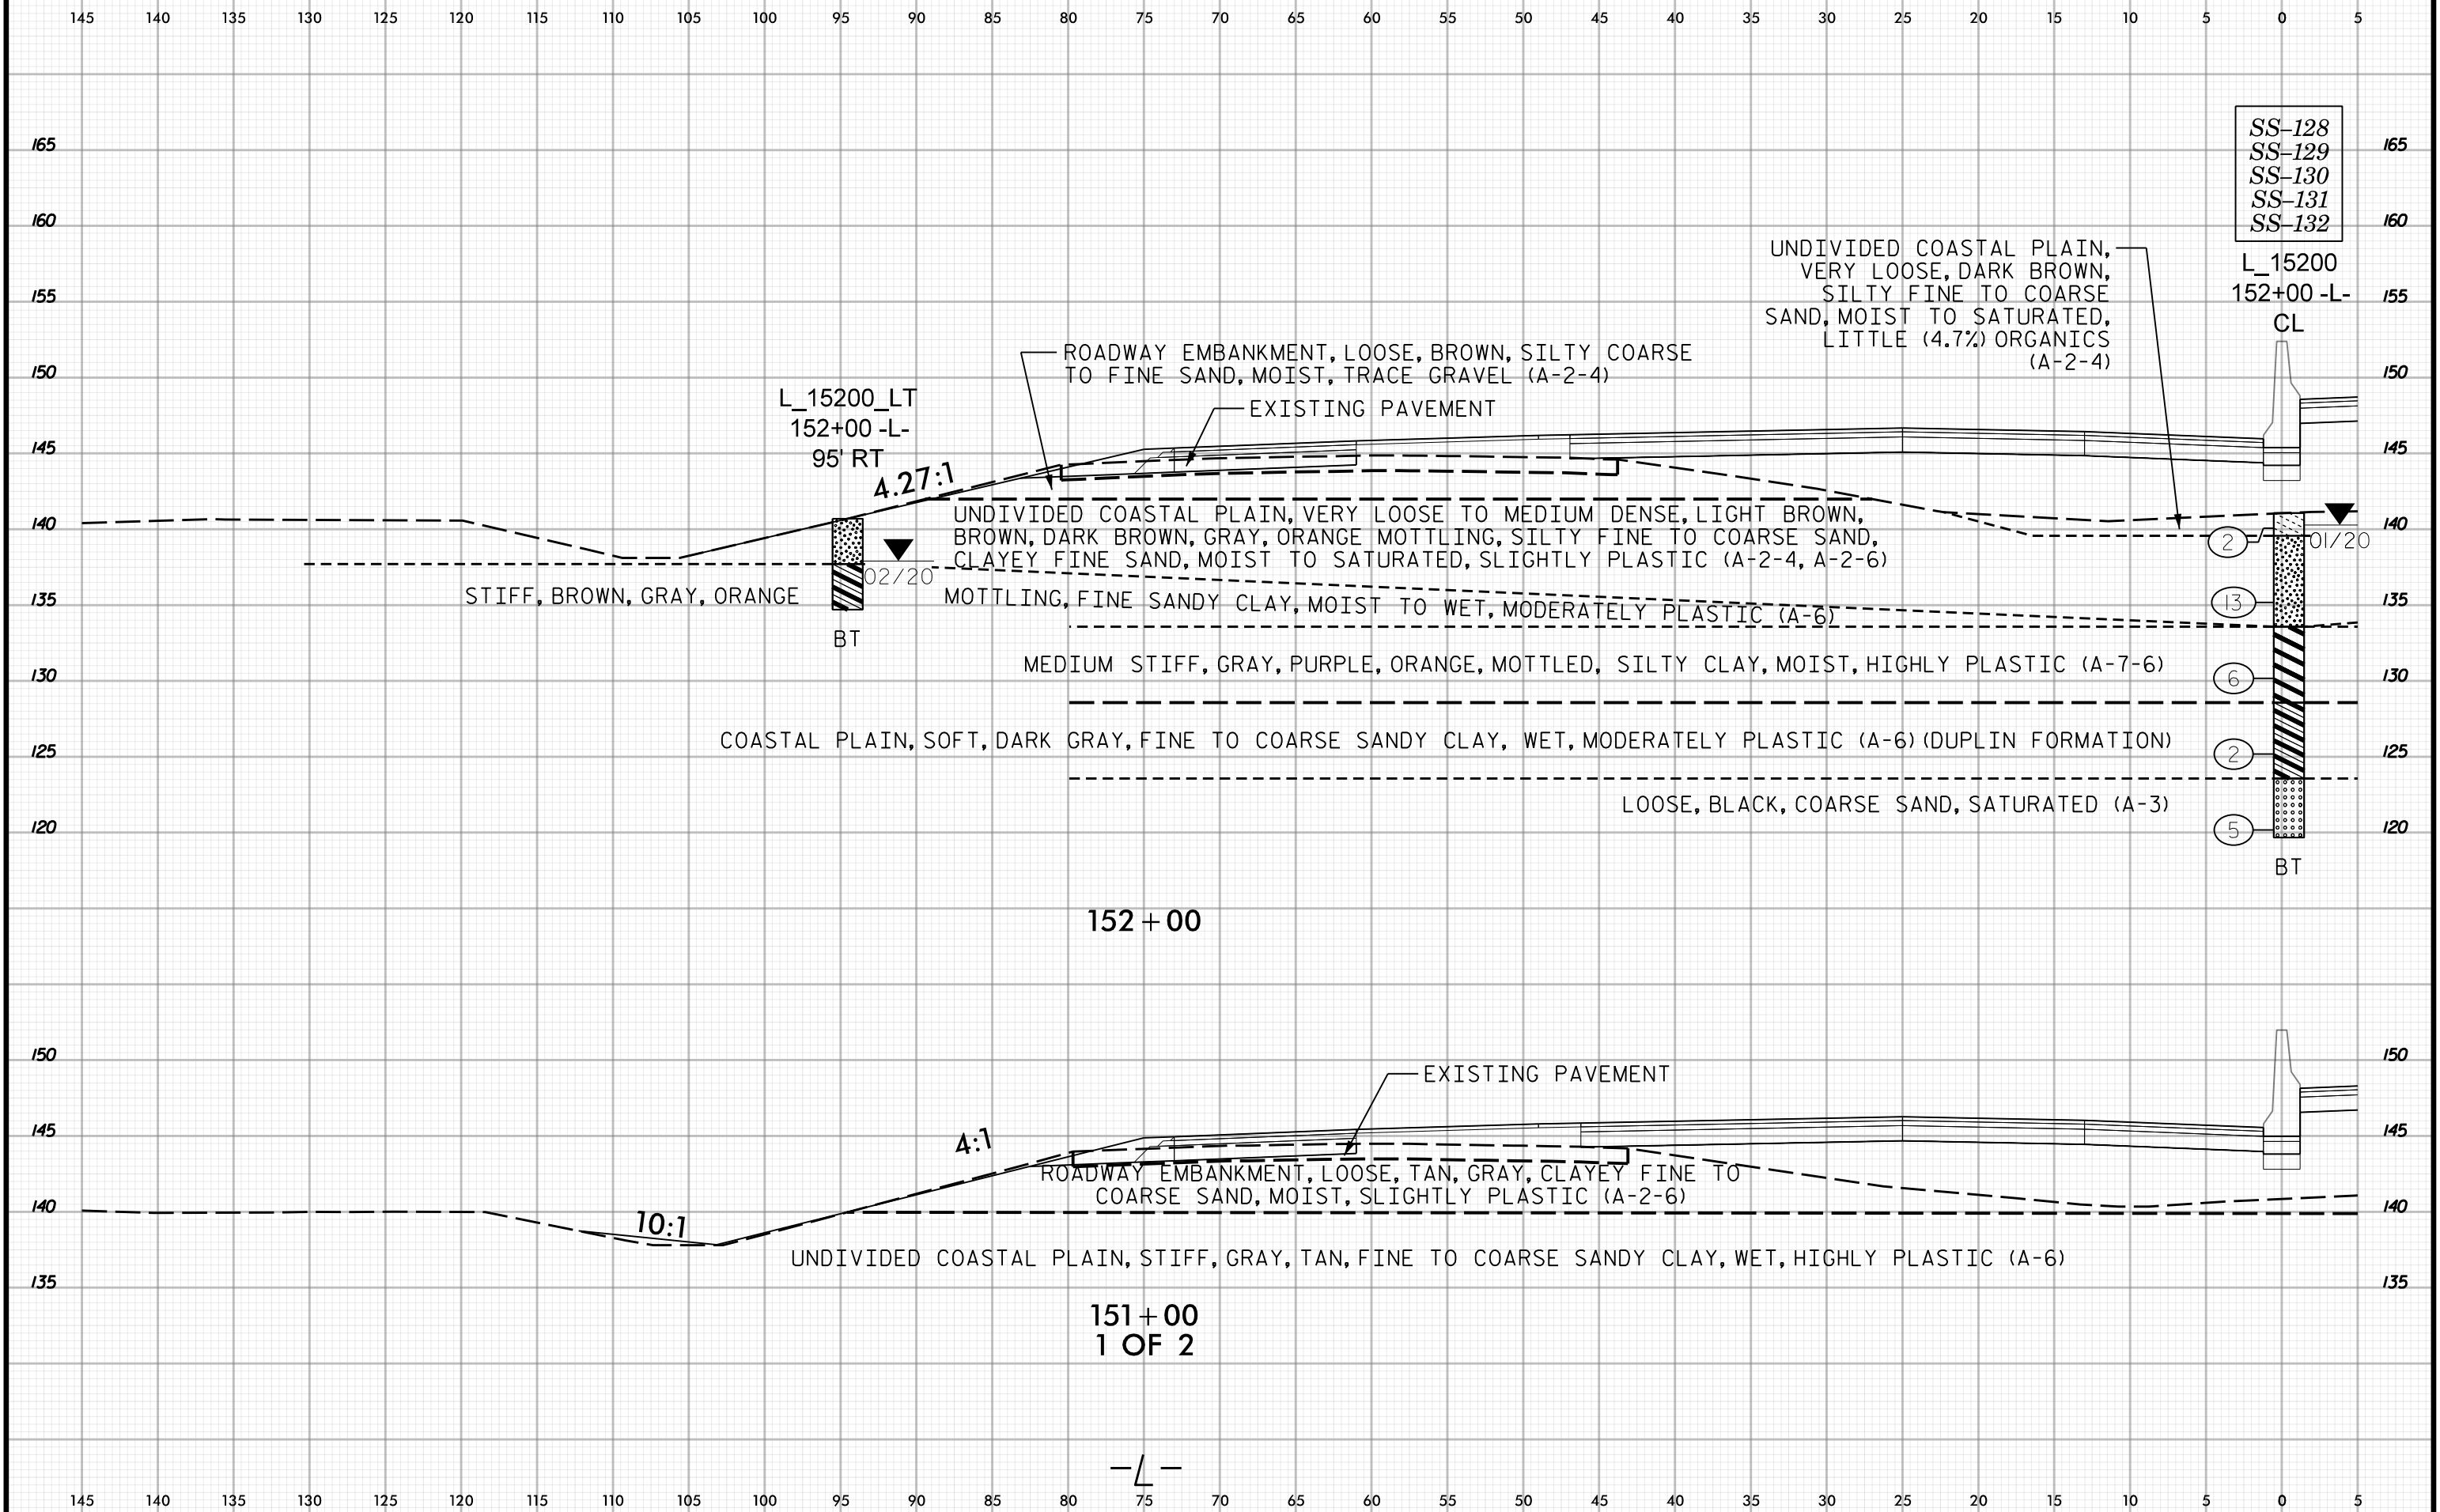 145 140 135 130 125 120 115 110 105 100 95 90 85 80 75 70 65 60 55 50 45 40 35 30 25 20 15 10 5 0 5
SS-128
SS-129
SS-130
SS-131
SS-132
L_15200
152+00 -L-
CL
165 165
160 160
155 155
150 150
145 145
140 140
135 135
130 130
125 125
120 120
UNDIVIDED COASTAL PLAIN,
VERY LOOSE, DARK BROWN,
SILTY FINE TO COARSE
SAND, MOIST TO SATURATED,
LITTLE (4.7%) ORGANICS
(A-2-4)
ROADWAY EMBANKMENT, LOOSE, BROWN, SILTY COARSE
TO FINE SAND, MOIST, TRACE GRAVEL (A-2-4)
EXISTING PAVEMENT
L_15200_LT
152+00 -L-
95' RT
4.27:1
UNDIVIDED COASTAL PLAIN, VERY LOOSE TO MEDIUM DENSE, LIGHT BROWN,
BROWN, DARK BROWN, GRAY, ORANGE MOTTLING, SILTY FINE TO COARSE SAND,
CLAYEY FINE SAND, MOIST TO SATURATED, SLIGHTLY PLASTIC (A-2-4, A-2-6)
02/20
01/20
2
STIFF, BROWN, GRAY, ORANGE MOTTLING, FINE SANDY CLAY, MOIST TO WET, MODERATELY PLASTIC (A-6)
13
BT
MEDIUM STIFF, GRAY, PURPLE, ORANGE, MOTTLED, SILTY CLAY, MOIST, HIGHLY PLASTIC (A-7-6)
6
COASTAL PLAIN, SOFT, DARK GRAY, FINE TO COARSE SANDY CLAY, WET, MODERATELY PLASTIC (A-6) (DUPLIN FORMATION)
2
LOOSE, BLACK, COARSE SAND, SATURATED (A-3)
5
BT
152+00
150 150
145 145
140 140
135 135
EXISTING PAVEMENT
4:1
ROADWAY EMBANKMENT, LOOSE, TAN, GRAY, CLAYEY FINE TO
COARSE SAND, MOIST, SLIGHTLY PLASTIC (A-2-6)
10:1
UNDIVIDED COASTAL PLAIN, STIFF, GRAY, TAN, FINE TO COARSE SANDY CLAY, WET, HIGHLY PLASTIC (A-6)
151+00
1 OF 2
-L-
145 140 135 130 125 120 115 110 105 100 95 90 85 80 75 70 65 60 55 50 45 40 35 30 25 20 15 10 5 0 5